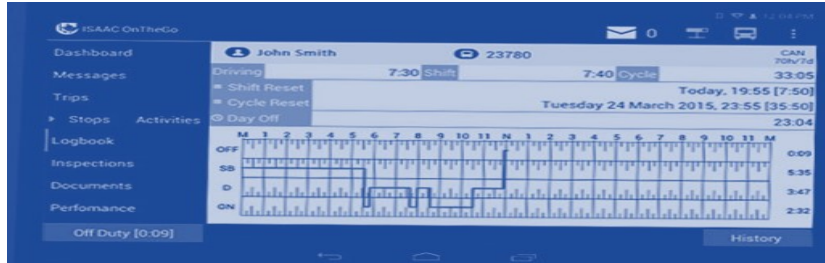 12:04 PM
ISAAC OnTheGo
0
Dashboard
John Smith
23780
CAN
70h/7d
Messages
Driving 7:30 Shift 7:40 Cycle 33:05
Trips
Shift Reset Today, 19:55 [7:50]
Cycle Reset Tuesday 24 March 2015, 23:55 [35:50]
Stops Activities
Day Off 23:04
Logbook
M 1 2 3 4 5 6 7 8 9 10 11 N 1 2 3 4 5 6 7 8 9 10 11 M
OFF 0:09
Inspections
SB 5:35
Documents
D 3:47
Perfomance
ON 2:32
Off Duty [0:09]
History